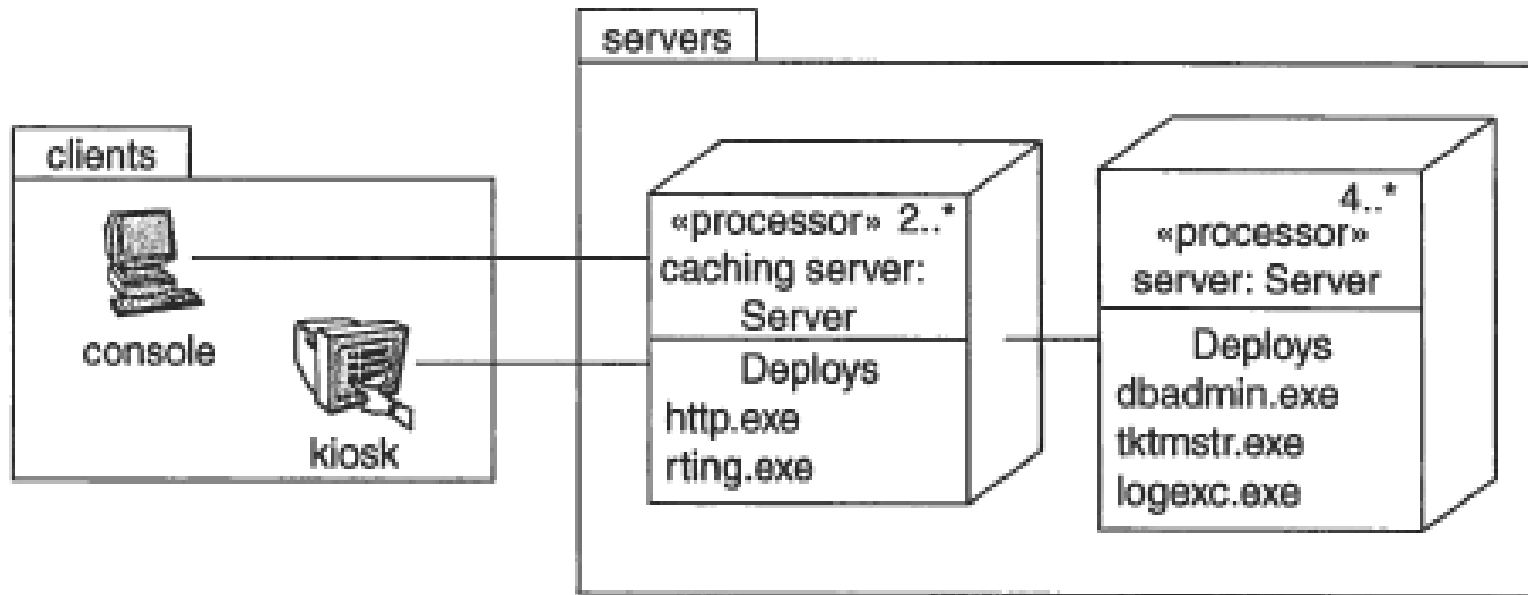 servers
clients
console
kiosk
«processor» 2..*
caching server:
Server
Deploys
http.exe
rting.exe
4..*
«processor»
server: Server
Deploys
dbadmin.exe
tktmstr.exe
logexc.exe